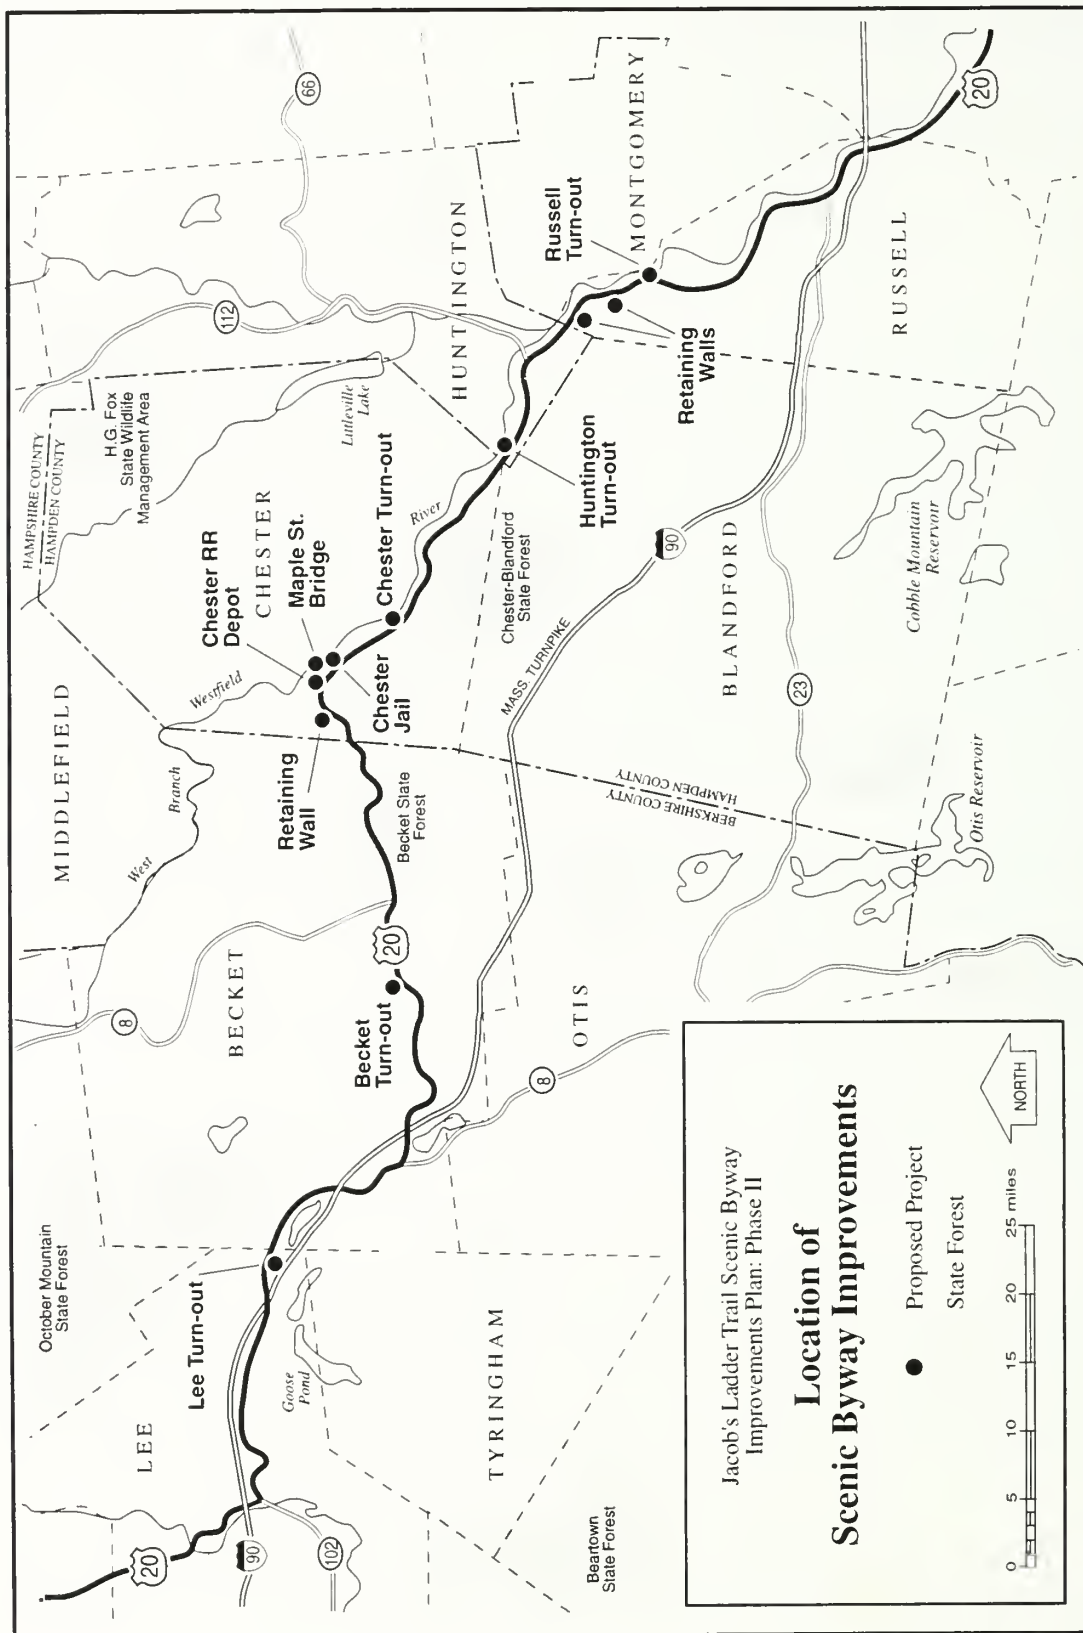 October Mountain
State Forest
LEE
20
90
102
Lee Turn-out
Goose
Pond
TYRINGHAM
Beartown
State Forest
MIDDLEFIELD
BECKET
8
West
Branch
Westfield
River
Becket
Turn-out
20
Becket State
Forest
Retaining
Wall
OTIS
8
HAMPSHIRE COUNTY
HAMPDEN COUNTY
H.G. Fox
State Wildlife
Management Area
112
66
CHESTER
Chester RR
Depot
Maple St.
Bridge
Chester
Jail
Chester Turn-out
Littleville
Lake
HUNTINGTON
Huntington
Turn-out
Chester-Blandford
State Forest
MONTGOMERY
Russell
Turn-out
Retaining
Walls
MASS. TURNPIKE
90
BERKSHIRE COUNTY
HAMPDEN COUNTY
BLANDFORD
23
RUSSELL
20
Cobble Mountain
Reservoir
Otis Reservoir
Jacob's Ladder Trail Scenic Byway
Improvements Plan: Phase II
Location of
Scenic Byway Improvements
Proposed Project
State Forest
0 5 10 15 20 25 miles
NORTH